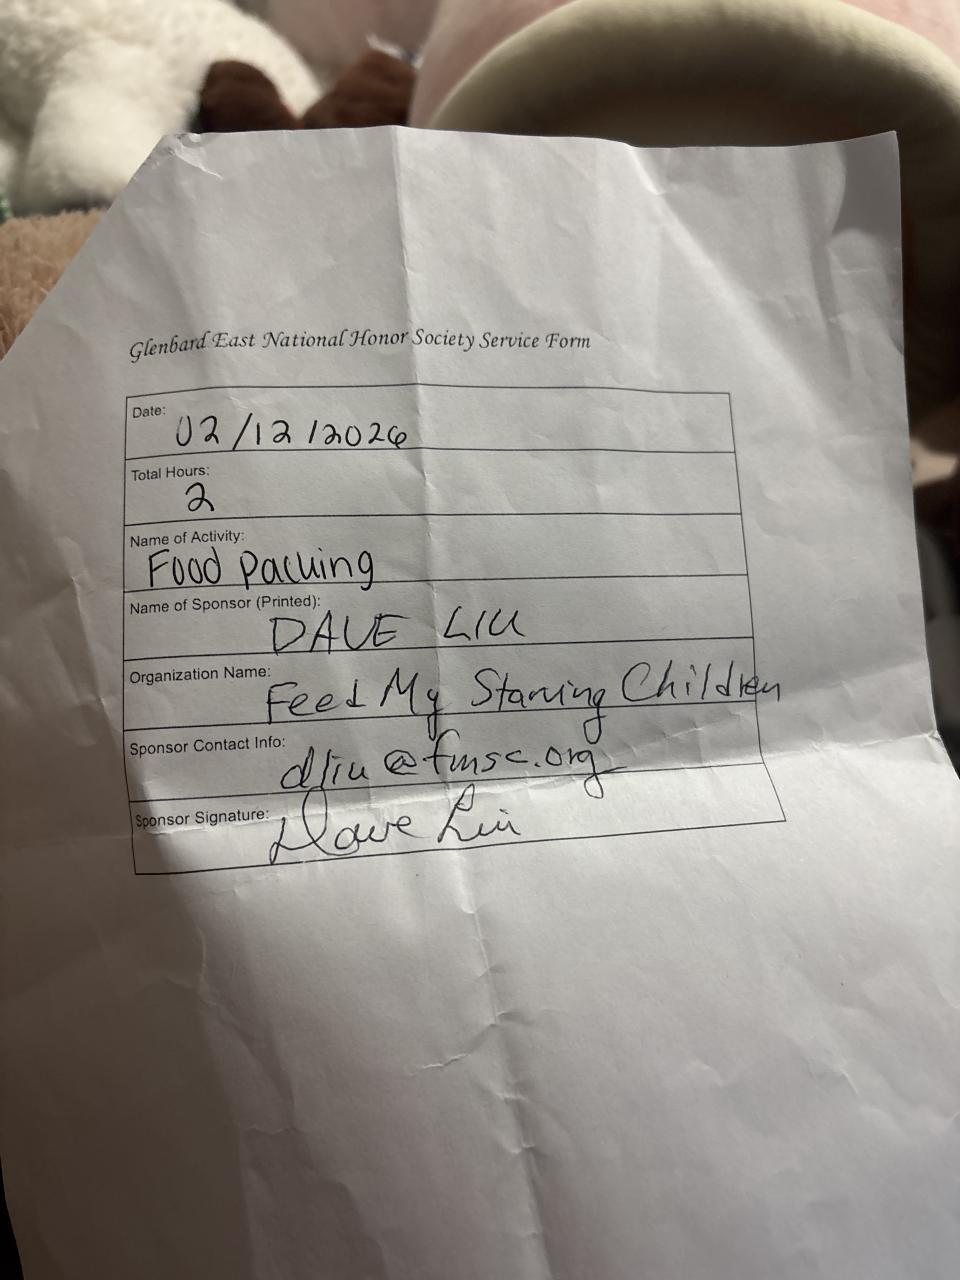 Glenbard East National Honor Society Service Form
Date:
02/12/2026
Total Hours:
2
Name of Activity:
Food Packing
Name of Sponsor (Printed):
DAVE LIU
Organization Name:
Feed My Starving Children
Sponsor Contact Info:
dliu@fmsc.org
Sponsor Signature:
Dave Liu